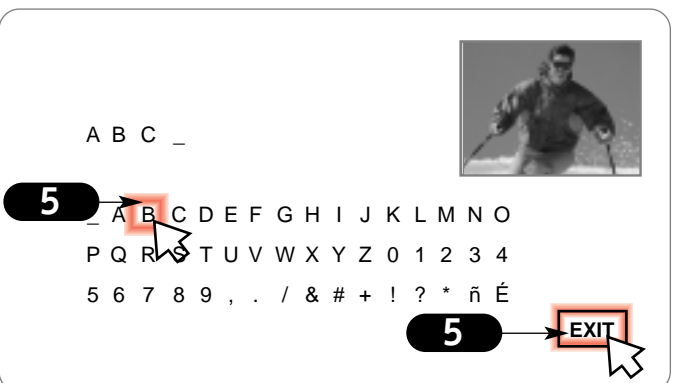 A B C _
5
_ A B C D E F G H I J K L M N O
P Q R S T U V W X Y Z 0 1 2 3 4
5 6 7 8 9 , . / & # + ! ? * ñ É
5
EXIT